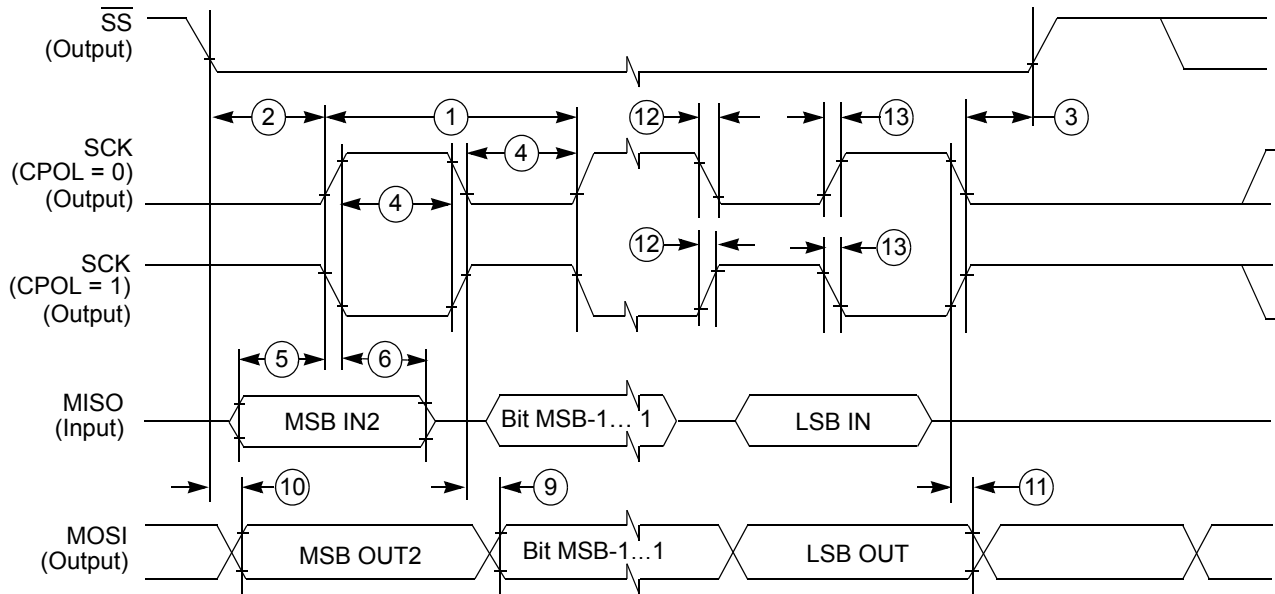 SS
(Output)
2
1
12
13
3
SCK
(CPOL = 0)
(Output)
4
4
12
13
SCK
(CPOL = 1)
(Output)
5
6
MISO
(Input)
MSB IN2
Bit MSB-1... 1
LSB IN
10
9
11
MOSI
(Output)
MSB OUT2
Bit MSB-1...1
LSB OUT